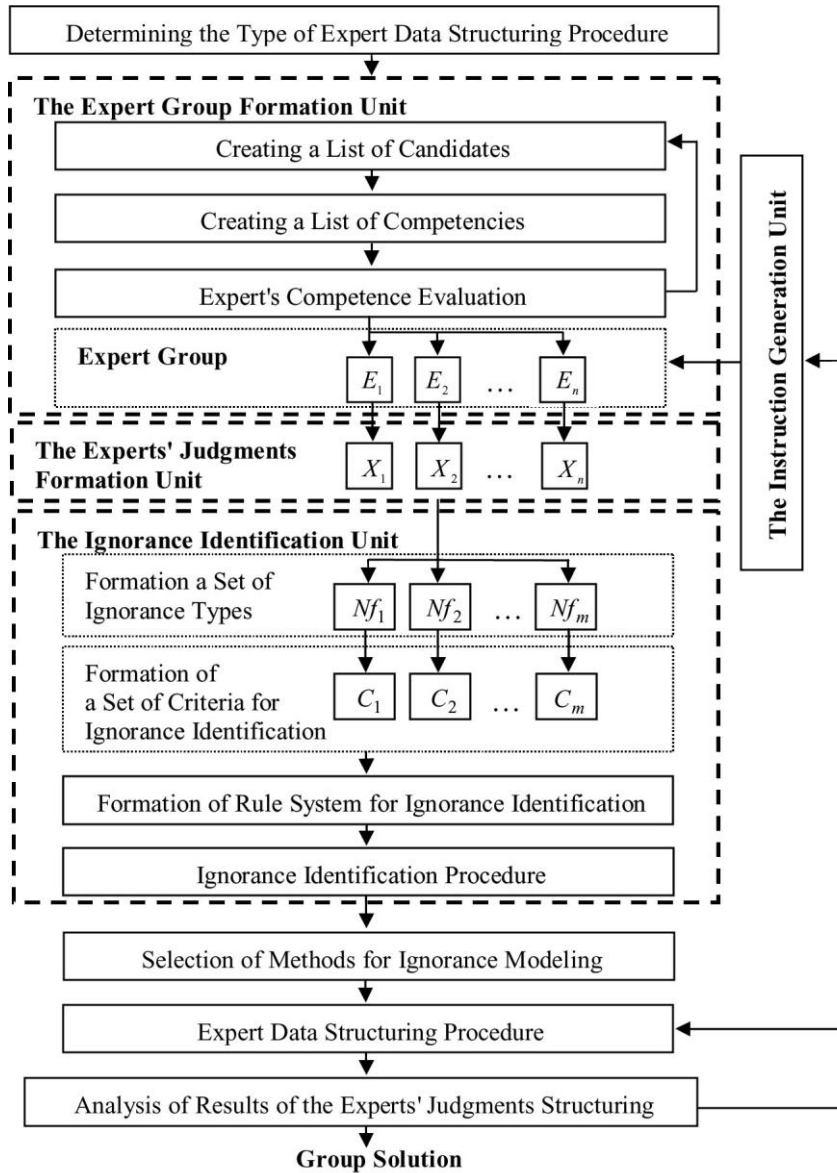 Determining the Type of Expert Data Structuring Procedure
The Expert Group Formation Unit
Creating a List of Candidates
Creating a List of Competencies
Expert's Competence Evaluation
Expert Group
E₁ E₂ … Eₙ
The Experts' Judgments
Formation Unit
X₁ X₂ … Xₙ
The Instruction Generation Unit
The Ignorance Identification Unit
Formation a Set of
Ignorance Types
Nf₁ Nf₂ … Nfₘ
Formation of
a Set of Criteria for
Ignorance Identification
C₁ C₂ … Cₘ
Formation of Rule System for Ignorance Identification
Ignorance Identification Procedure
Selection of Methods for Ignorance Modeling
Expert Data Structuring Procedure
Analysis of Results of the Experts' Judgments Structuring
Group Solution